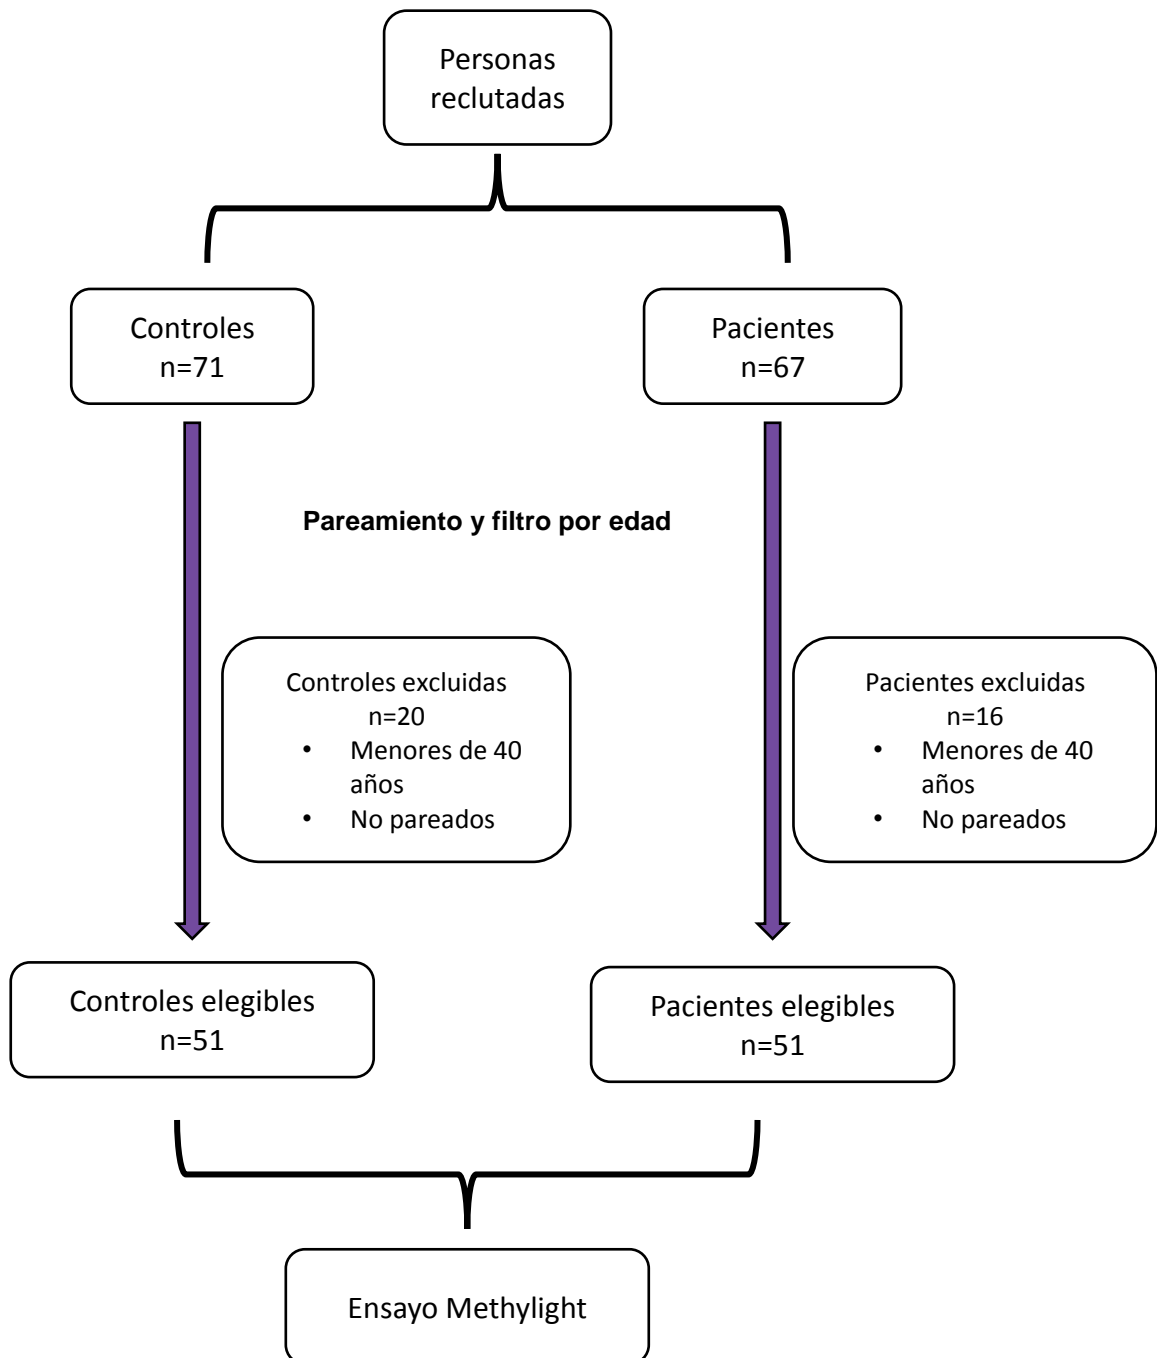 Personas
reclutadas
Controles
n=71
Pacientes
n=67
Pareamiento y filtro por edad
Controles excluidas
n=20
• Menores de 40
años
• No pareados
Pacientes excluidas
n=16
• Menores de 40
años
• No pareados
Controles elegibles
n=51
Pacientes elegibles
n=51
Ensayo Methylight